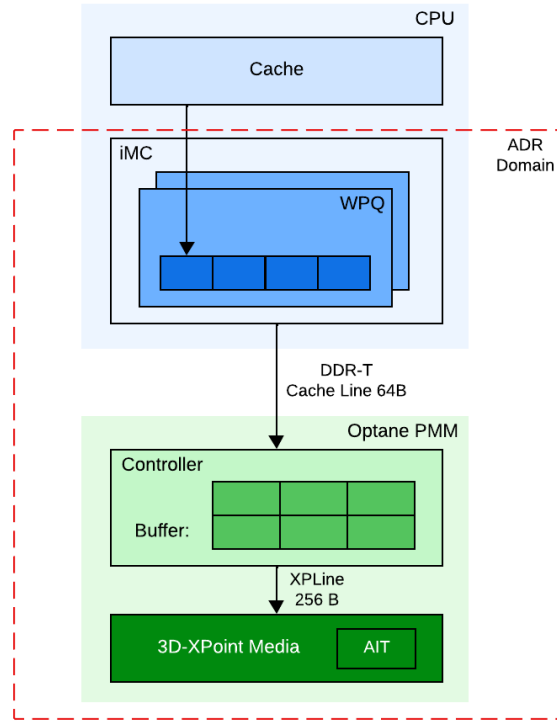 CPU
Cache
ADR
Domain
iMC
WPQ
DDR-T
Cache Line 64B
Optane PMM
Controller
Buffer:
XPLine
256 B
3D-XPoint Media
AIT